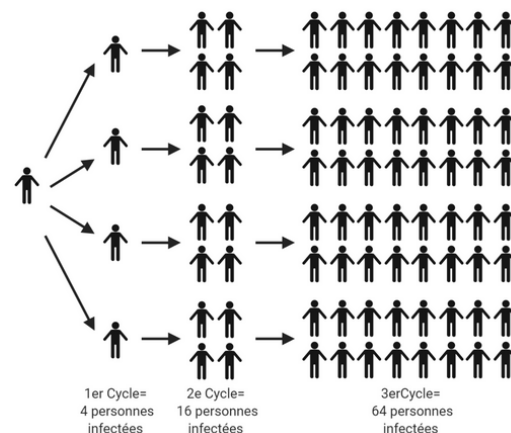 1er Cycle=
4 personnes
infectées
2e Cycle=
16 personnes
infectées
3erCycle=
64 personnes
infectées